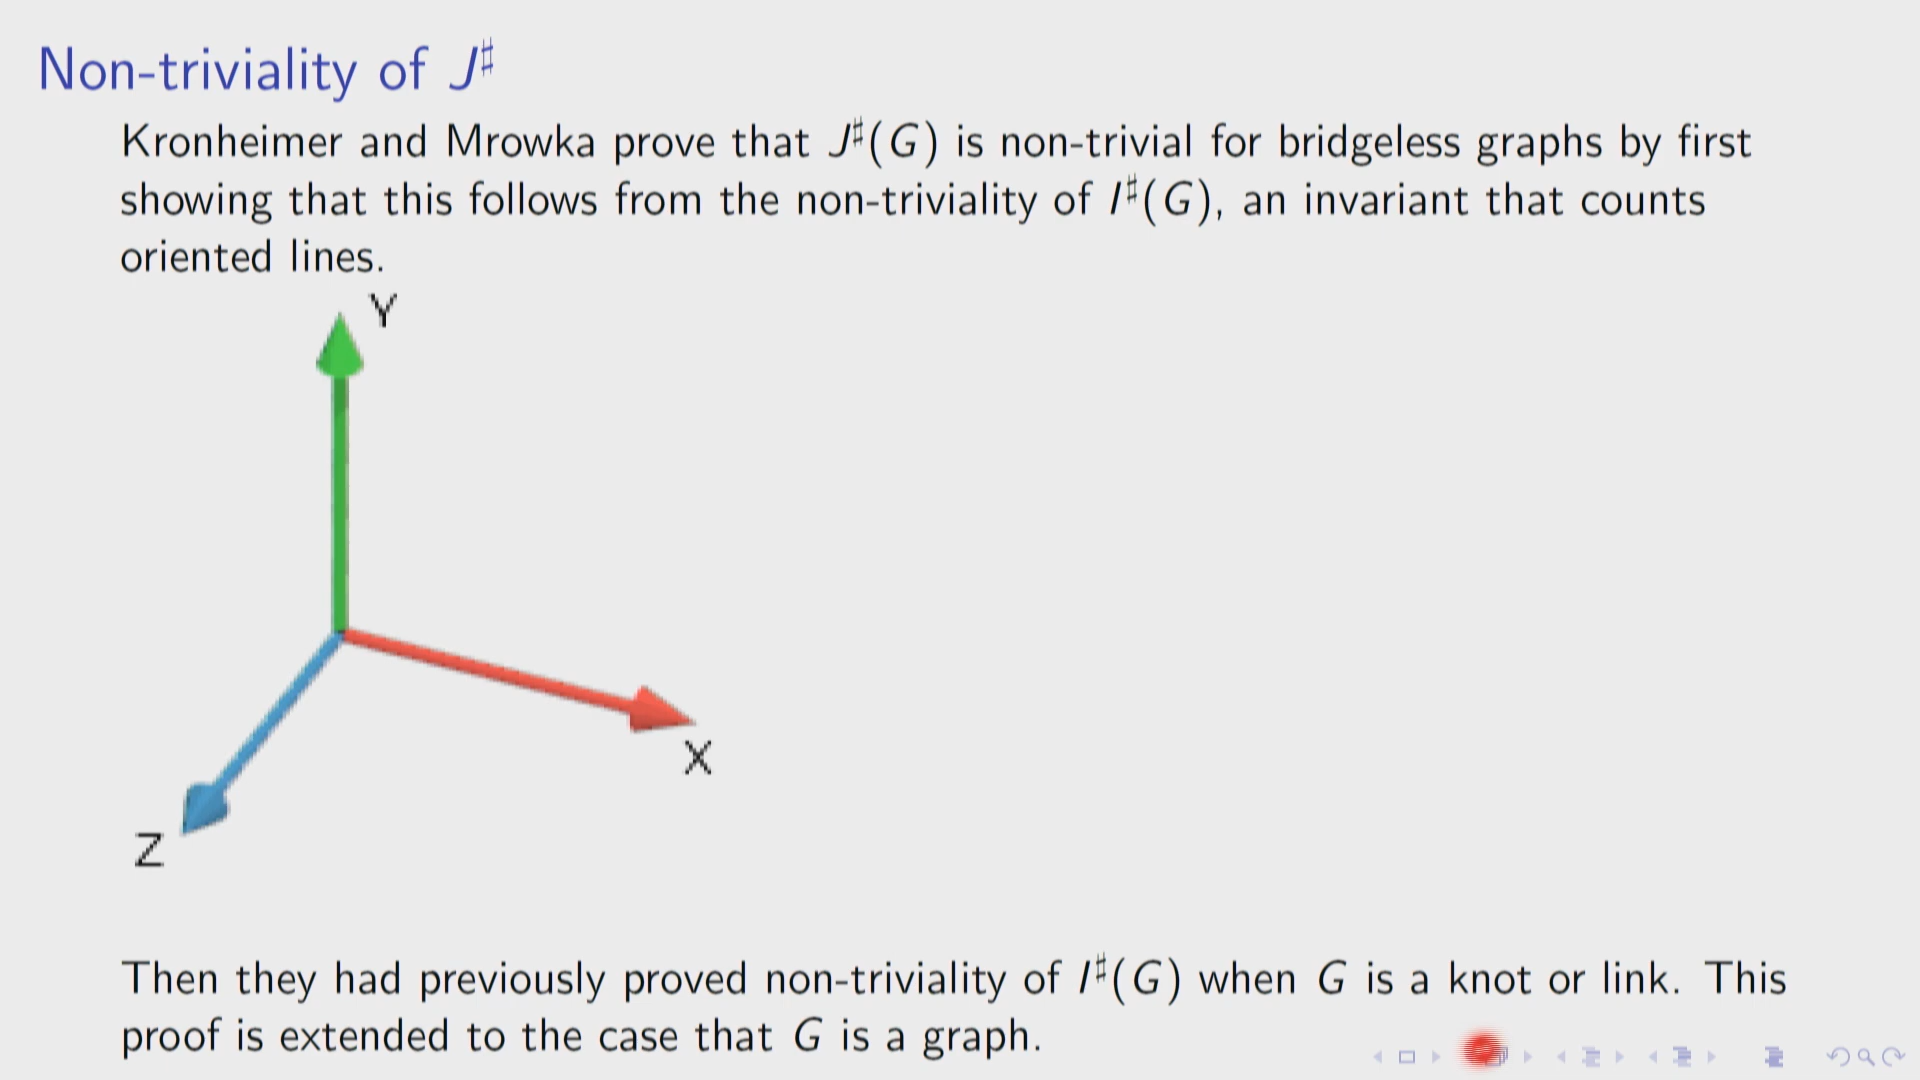 Non-triviality of J♯
Kronheimer and Mrowka prove that J♯(G) is non-trivial for bridgeless graphs by first
showing that this follows from the non-triviality of I♯(G), an invariant that counts
oriented lines.
Y
X
Z
Then they had previously proved non-triviality of I♯(G) when G is a knot or link. This
proof is extended to the case that G is a graph.